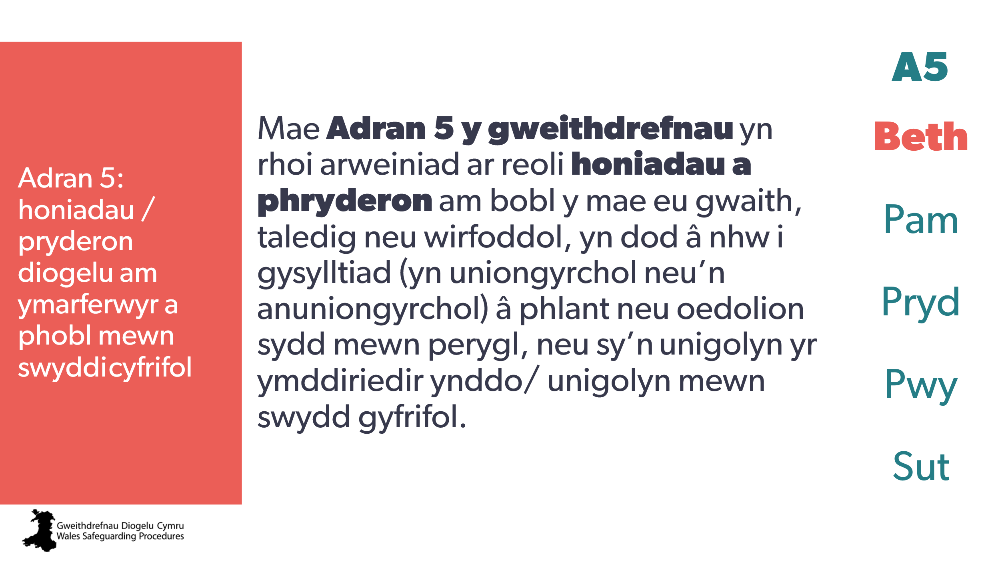 Adran 5:
honiadau /
pryderon
diogelu am
ymarferwyr a
phobl mewn
swyddi cyfrifol
Mae Adran 5 y gweithdrefnau yn
rhoi arweiniad ar reoli honiadau a
phryderon am bobl y mae eu gwaith,
taledig neu wirfoddol, yn dod â nhw i
gysylltiad (yn uniongyrchol neu’n
anuniongyrchol) â phlant neu oedolion
sydd mewn perygl, neu sy’n unigolyn yr
ymddiriedir ynddo/ unigolyn mewn
swydd gyfrifol.
A5
Beth
Pam
Pryd
Pwy
Sut
Gweithdrefnau Diogelu Cymru
Wales Safeguarding Procedures